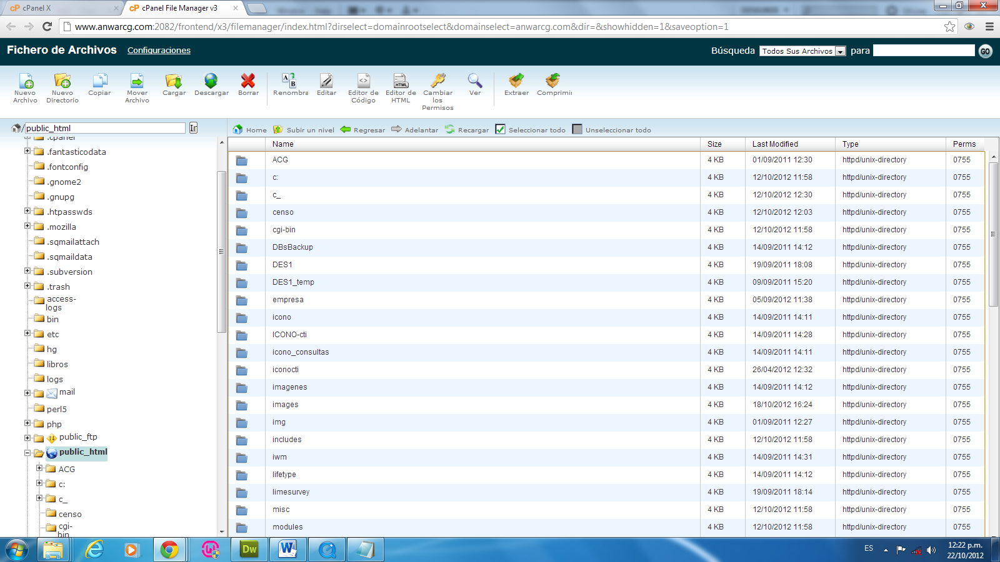 cPanel X
cPanel File Manager v3
www.anwarcg.com:2082/frontend/x3/filemanager/index.html?dirselect=domainrootselect&domainselect=anwarcg.com&dir=&showhidden=1&saveoption=1
Fichero de Archivos Configuraciones Búsqueda Todos Sus Archivos para GO
Nuevo Archivo
Nuevo Directorio
Copiar
Mover Archivo
Cargar
Descargar
Borrar
Renombra
Editar
Editor de Código
Editor de HTML
Cambiar los Permisos
Ver
Extraer
Comprimi
/ public_html Ir
Home Subir un nivel Regresar Adelantar Recargar Seleccionar todo Unseleccionar todo
.cpanel
.fantasticodata
.fontconfig
.gnome2
.gnupg
.htpasswds
.mozilla
.sqmailattach
.sqmaildata
.subversion
.trash
access-
logs
bin
etc
hg
libros
logs
mail
perl5
php
public_ftp
public_html
ACG
c:
c_
censo
cgi-
bin
Name Size Last Modified Type Perms
ACG 4 KB 01/09/2011 12:30 httpd/unix-directory 0755
c: 4 KB 12/10/2012 11:58 httpd/unix-directory 0755
c_ 4 KB 12/10/2012 12:30 httpd/unix-directory 0755
censo 4 KB 12/10/2012 12:03 httpd/unix-directory 0755
cgi-bin 4 KB 12/10/2012 11:58 httpd/unix-directory 0755
DBsBackup 4 KB 14/09/2011 14:12 httpd/unix-directory 0755
DES1 4 KB 19/09/2011 18:08 httpd/unix-directory 0755
DES1_temp 4 KB 09/09/2011 15:20 httpd/unix-directory 0755
empresa 4 KB 05/09/2012 11:38 httpd/unix-directory 0755
icono 4 KB 14/09/2011 14:11 httpd/unix-directory 0755
ICONO-cti 4 KB 14/09/2011 14:28 httpd/unix-directory 0755
icono_consultas 4 KB 14/09/2011 14:11 httpd/unix-directory 0755
iconocti 4 KB 26/04/2012 12:32 httpd/unix-directory 0755
imagenes 4 KB 14/09/2011 14:12 httpd/unix-directory 0755
images 4 KB 18/10/2012 16:24 httpd/unix-directory 0755
img 4 KB 01/09/2011 12:27 httpd/unix-directory 0755
includes 4 KB 12/10/2012 11:58 httpd/unix-directory 0755
iwm 4 KB 14/09/2011 14:31 httpd/unix-directory 0755
lifetype 4 KB 14/09/2011 14:12 httpd/unix-directory 0755
limesurvey 4 KB 19/09/2011 18:14 httpd/unix-directory 0755
misc 4 KB 12/10/2012 11:58 httpd/unix-directory 0755
modules 4 KB 12/10/2012 11:58 httpd/unix-directory 0755
Dw
ES
12:22 p.m.
22/10/2012